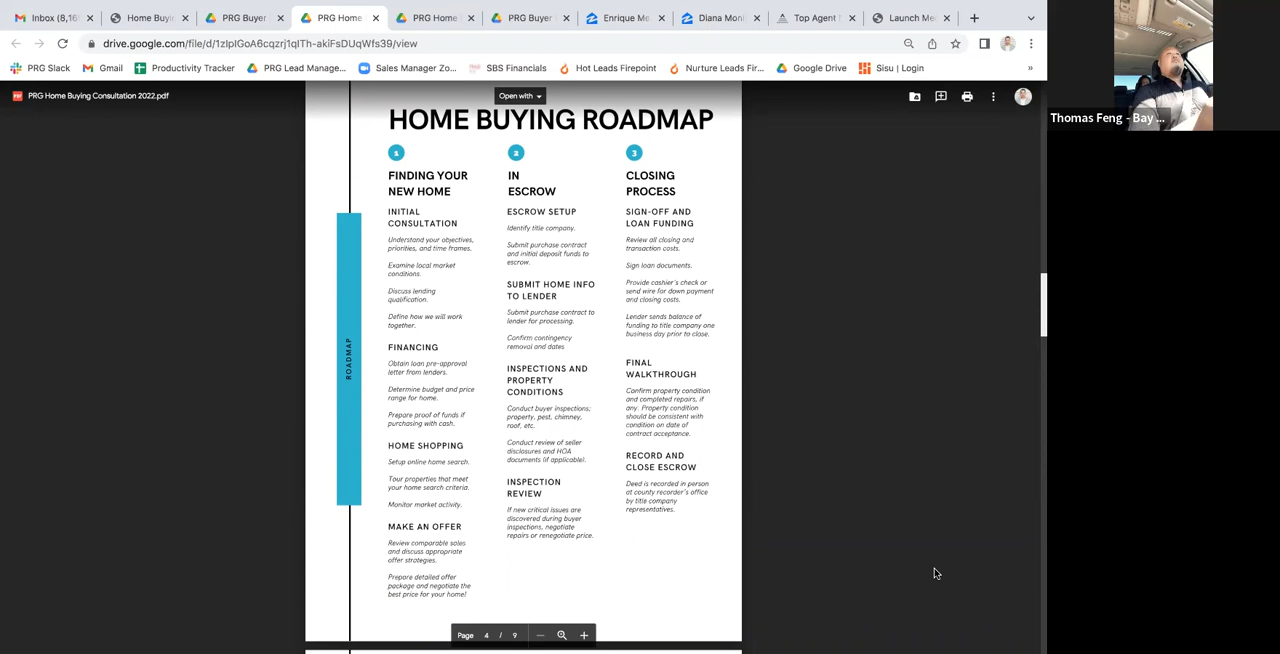 Inbox (8,16
Home Buyi
PRG Buyer
PRG Home
PRG Home
PRG Buyer
Enrique Mo
Diana Moni
Top Agent
Launch Me
drive.google.com/file/d/1zIpIGoA6cqzrj1qITh-akiFsDUqWfs39/view
PRG Slack
Gmail
Productivity Tracker
PRG Lead Manage...
Sales Manager Zo...
SBS Financials
Hot Leads Firepoint
Nurture Leads Fir...
Google Drive
Sisu | Login
»
PRG Home Buying Consultation 2022.pdf
Open with
Thomas Feng - Bay ...
HOME BUYING ROADMAP
ROADMAP
1
FINDING YOUR
NEW HOME
INITIAL
CONSULTATION
Understand your objectives,
priorities, and time frames.
Examine local market
conditions.
Discuss lending
qualification.
Define how we will work
together.
FINANCING
Obtain loan pre-approval
letter from lenders.
Determine budget and price
range for home.
Prepare proof of funds if
purchasing with cash.
HOME SHOPPING
Setup online home search.
Tour properties that meet
your home search criteria.
Monitor market activity.
MAKE AN OFFER
Review comparable sales
and discuss appropriate
offer strategies.
Prepare detailed offer
package and negotiate the
best price for your home!
2
IN
ESCROW
ESCROW SETUP
Identify title company.
Submit purchase contract
and initial deposit funds to
escrow.
SUBMIT HOME INFO
TO LENDER
Submit purchase contract to
lender for processing.
Confirm contingency
removal and dates
INSPECTIONS AND
PROPERTY
CONDITIONS
Conduct buyer inspections;
property, pest, chimney,
roof, etc.
Conduct review of seller
disclosures and HOA
documents (if applicable).
INSPECTION
REVIEW
If new critical issues are
discovered during buyer
inspections, negotiate
repairs or renegotiate price.
3
CLOSING
PROCESS
SIGN-OFF AND
LOAN FUNDING
Review all closing and
transaction costs.
Sign loan documents.
Provide cashier's check or
send wire for down payment
and closing costs.
Lender sends balance of
funding to title company one
business day prior to close.
FINAL
WALKTHROUGH
Confirm property condition
and completed repairs, if
any. Property condition
should be consistent with
condition on date of
contract acceptance.
RECORD AND
CLOSE ESCROW
Deed is recorded in person
at county recorder's office
by title company
representatives.
Page 4 / 9